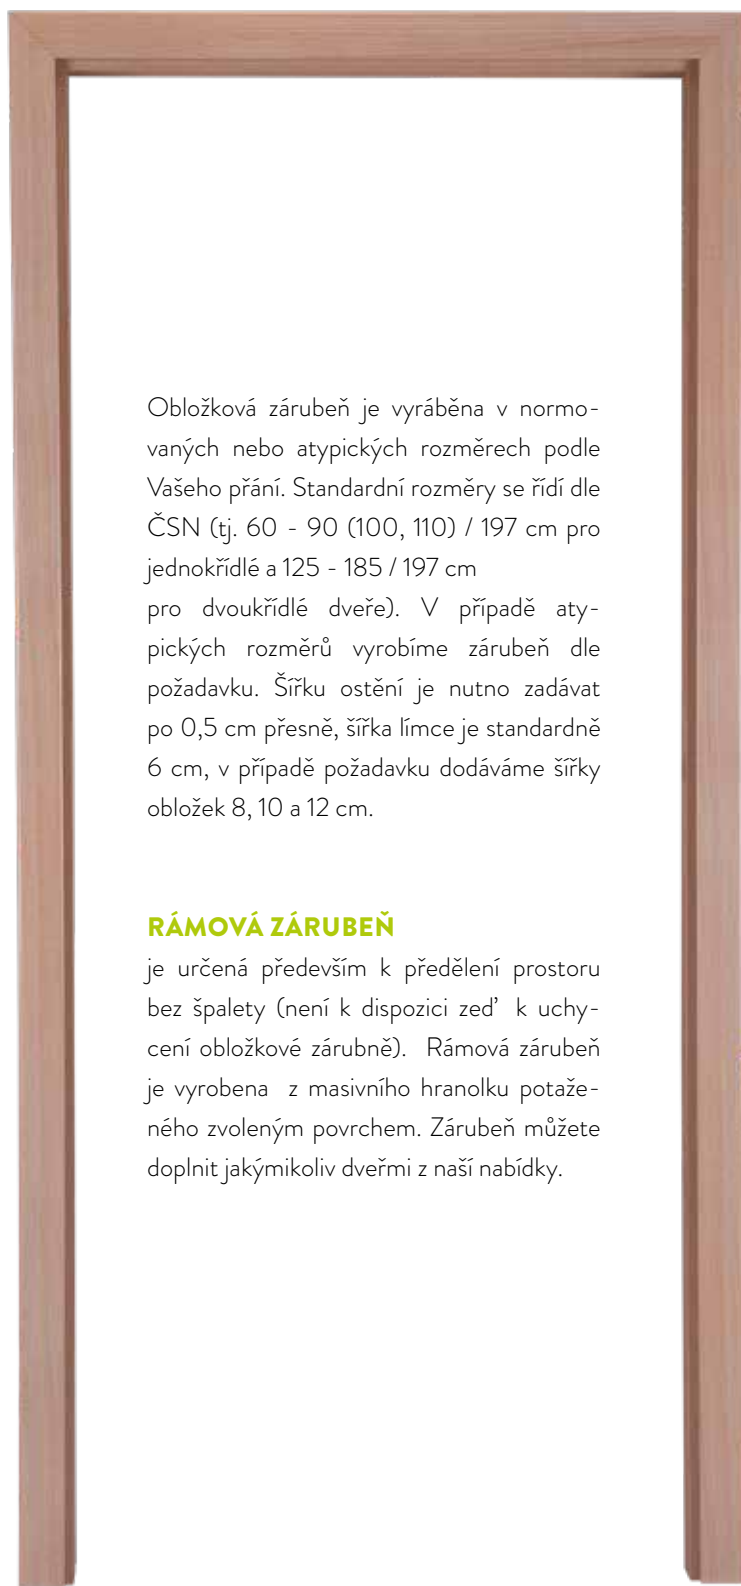 Obložková zárubeň je vyráběna v normo-
vaných nebo atypických rozměrech podle
Vašeho přání. Standardní rozměry se řídí dle
ČSN (tj. 60 - 90 (100, 110) / 197 cm pro
jednokřídlé a 125 - 185 / 197 cm
pro dvoukřídlé dveře). V případě aty-
pických rozměrů vyrobíme zárubeň dle
požadavku. Šířku ostění je nutno zadávat
po 0,5 cm přesně, šířka límce je standardně
6 cm, v případě požadavku dodáváme šířky
obložek 8, 10 a 12 cm.
RÁMOVÁ ZÁRUBEŇ
je určená především k předělení prostoru
bez špalety (není k dispozici zeď k uchy-
cení obložkové zárubně). Rámová zárubeň
je vyrobena z masivního hranolku potaže-
ného zvoleným povrchem. Zárubeň můžete
doplnit jakýmikoliv dveřmi z naší nabídky.